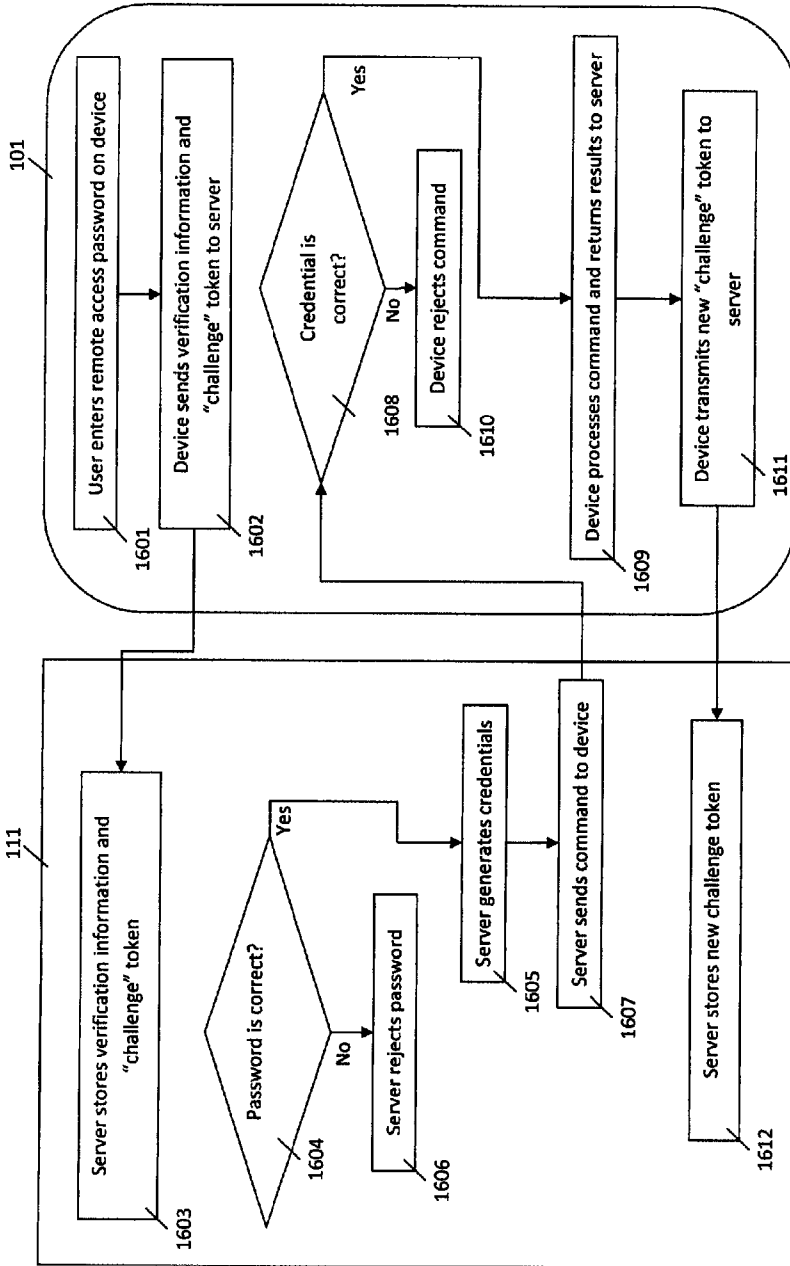 101
User enters remote access password on device
1601
Device sends verification information and
"challenge" token to server
1602
Credential is
correct?
Yes
No
1608
Device rejects command
1610
Device processes command and returns results to server
1609
Device transmits new "challenge" token to
server
1611
111
Server stores verification information and
"challenge" token
1603
Password is correct?
Yes
No
1604
Server rejects password
1606
Server generates credentials
1605
Server sends command to device
1607
Server stores new challenge token
1612